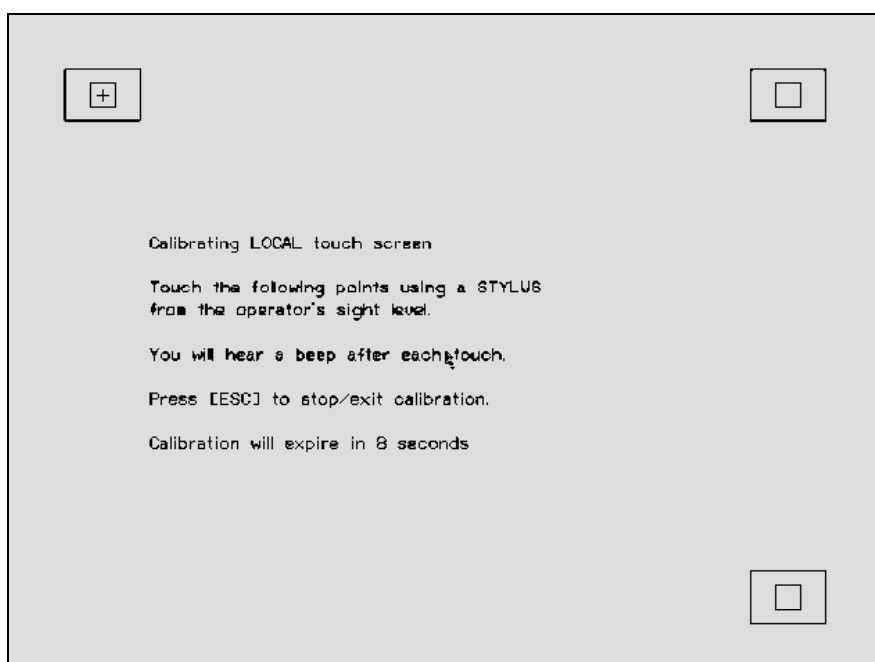 Calibrating LOCAL touch screen
Touch the following points using a STYLUS
from the operator's sight level.
You will hear a beep after each touch.
Press [ESC] to stop/exit calibration.
Calibration will expire in 8 seconds